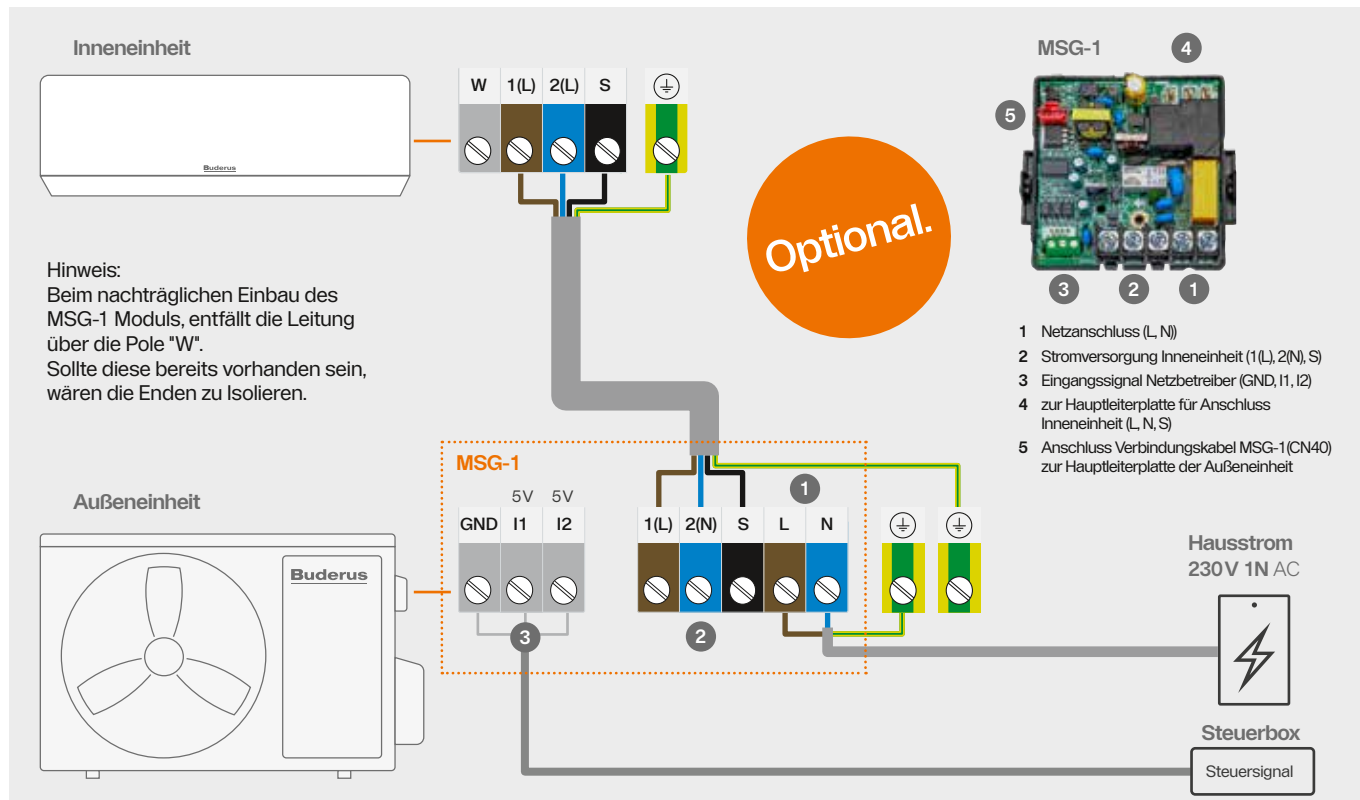 Inneneinheit
Buderus
W 1(L) 2(L) S
Optional.
MSG-1
4
5
3 2 1
1 Netzanschluss (L, N))
2 Stromversorgung Inneneinheit (1(L), 2(N), S)
3 Eingangssignal Netzbetreiber (GND, I1, I2)
4 zur Hauptleiterplatte für Anschluss
Inneneinheit (L, N, S)
5 Anschluss Verbindungskabel MSG-1(CN40)
zur Hauptleiterplatte der Außeneinheit
Hinweis:
Beim nachträglichen Einbau des
MSG-1 Moduls, entfällt die Leitung
über die Pole "W".
Sollte diese bereits vorhanden sein,
wären die Enden zu Isolieren.
Außeneinheit
Buderus
MSG-1
5V 5V
GND I1 I2
3
1
1(L) 2(N) S L N
2
Hausstrom
230 V 1N AC
Steuerbox
Steuersignal